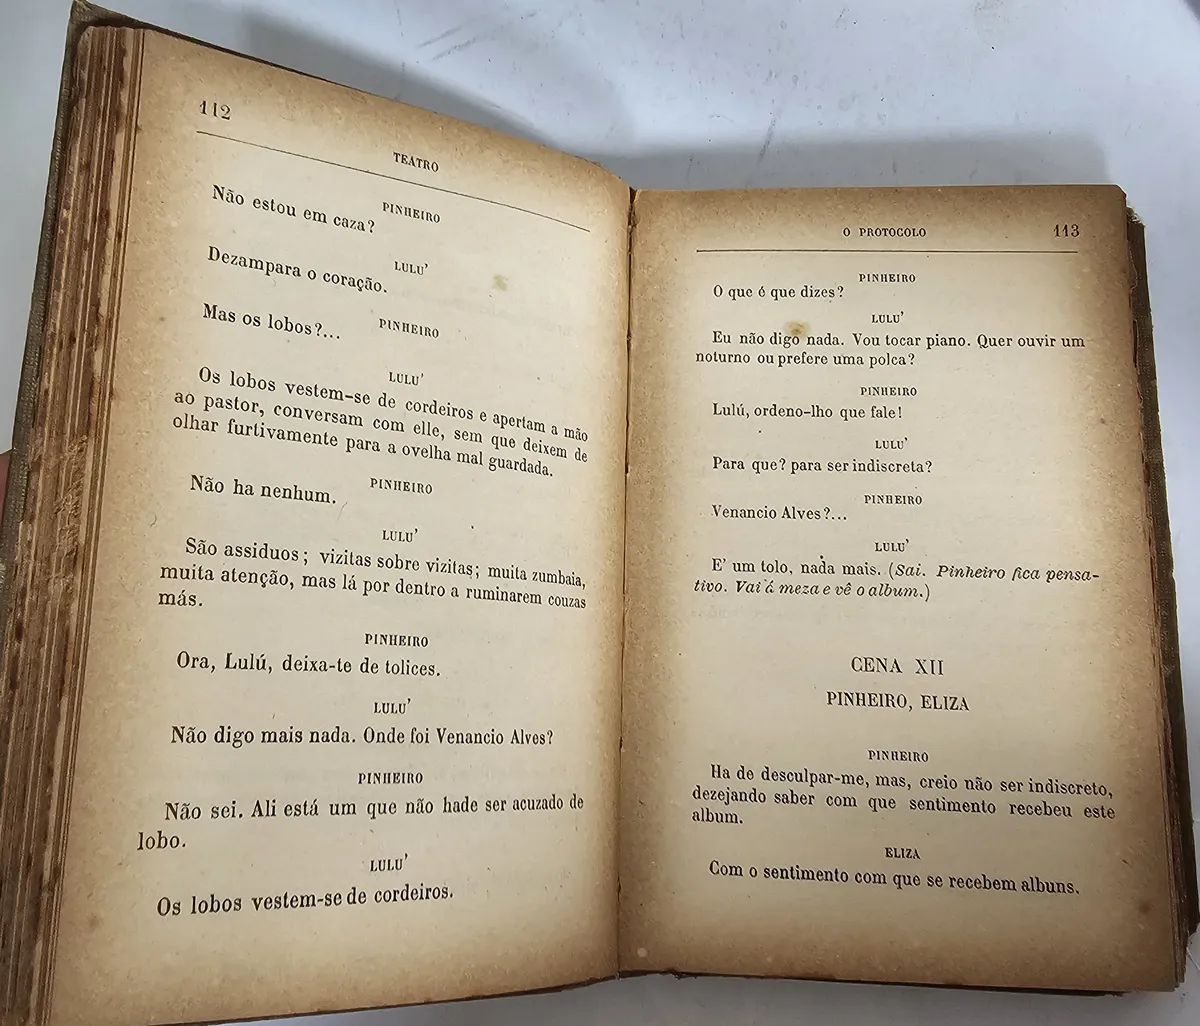 112
TEATRO
PINHEIRO
Não estou em caza?
LULU'
Dezampara o coração.
PINHEIRO
Mas os lobos?...
LULU'
Os lobos vestem-se de cordeiros e apertam a mão
ao pastor, conversam com elle, sem que deixem de
olhar furtivamente para a ovelha mal guardada.
PINHEIRO
Não ha nenhum.
LULU'
São assiduos; vizitas sobre vizitas; muita zumbaia,
muita atenção, mas lá por dentro a ruminarem couzas
más.
PINHEIRO
Ora, Lulú, deixa-te de tolices.
LULU'
Não digo mais nada. Onde foi Venancio Alves?
PINHEIRO
Não sei. Ali está um que não hade ser acuzado de
lobo.
LULU'
Os lobos vestem-se de cordeiros.
O PROTOCOLO
113
PINHEIRO
O que é que dizes?
LULU'
Eu não digo nada. Vou tocar piano. Quer ouvir um
noturno ou prefere uma polca?
PINHEIRO
Lulú, ordeno-lho que fale!
LULU'
Para que? para ser indiscreta?
PINHEIRO
Venancio Alves?...
LULU'
E' um tolo, nada mais. (Sai. Pinheiro fica pensa-
tivo. Vai á meza e vê o album.)
CENA XII
PINHEIRO, ELIZA
PINHEIRO
Ha de desculpar-me, mas, creio não ser indiscreto,
dezejando saber com que sentimento recebeu este
album.
ELIZA
Com o sentimento com que se recebem albuns.